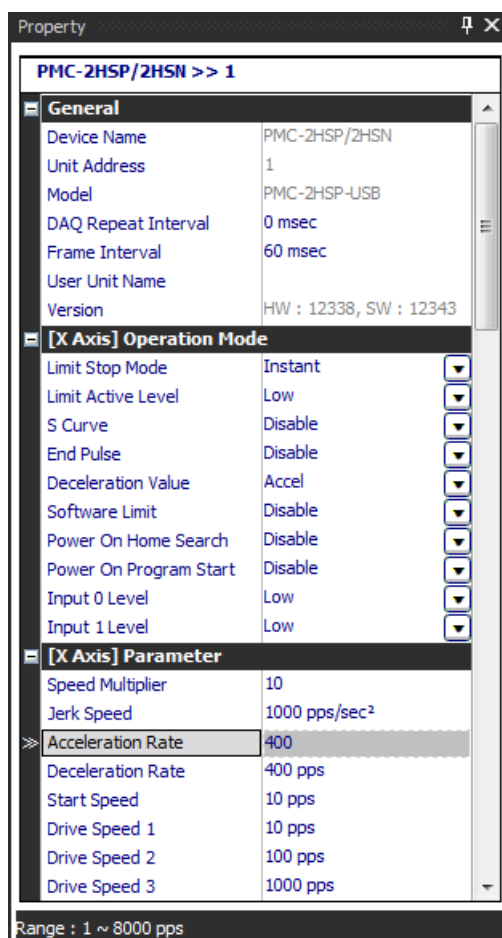 Property
PMC-2HSP/2HSN >> 1
General
Device Name PMC-2HSP/2HSN
Unit Address 1
Model PMC-2HSP-USB
DAQ Repeat Interval 0 msec
Frame Interval 60 msec
User Unit Name
Version HW : 12338, SW : 12343
[X Axis] Operation Mode
Limit Stop Mode Instant
Limit Active Level Low
S Curve Disable
End Pulse Disable
Deceleration Value Accel
Software Limit Disable
Power On Home Search Disable
Power On Program Start Disable
Input 0 Level Low
Input 1 Level Low
[X Axis] Parameter
Speed Multiplier 10
Jerk Speed 1000 pps/sec²
Acceleration Rate 400
Deceleration Rate 400 pps
Start Speed 10 pps
Drive Speed 1 10 pps
Drive Speed 2 100 pps
Drive Speed 3 1000 pps
Range : 1 ~ 8000 pps